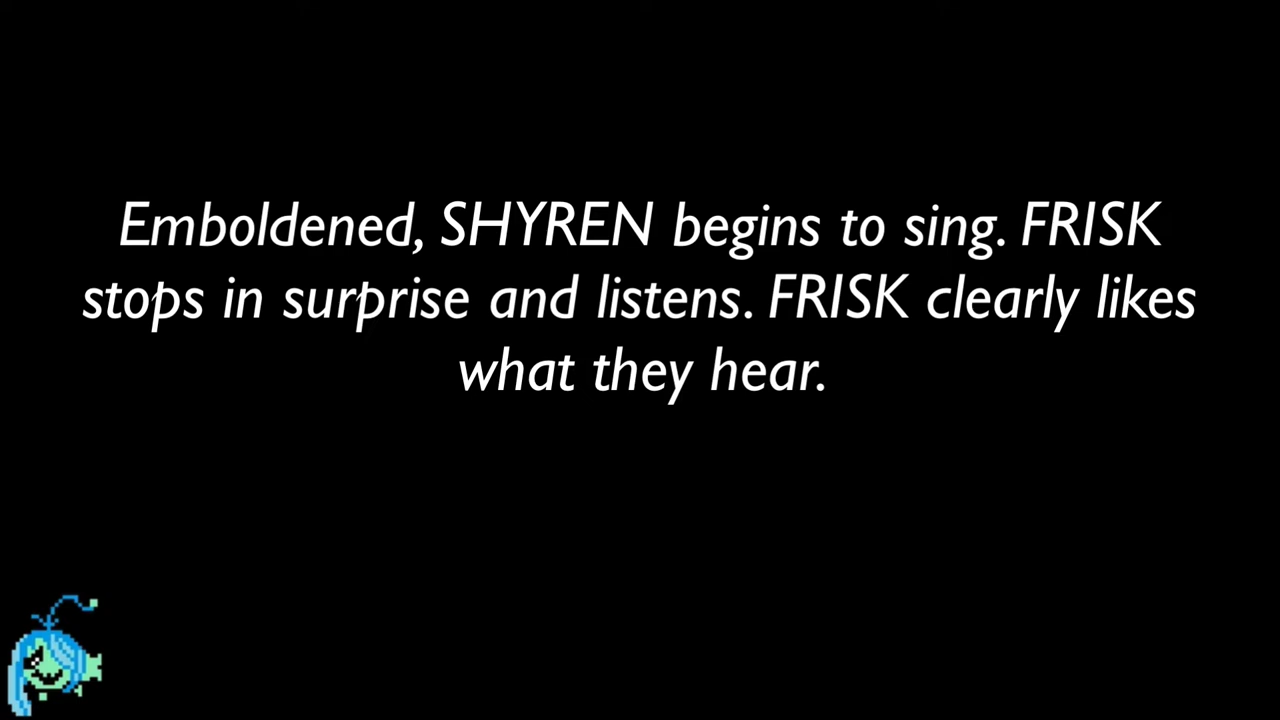 Emboldened, SHYREN begins to sing. FRISK
stops in surprise and listens. FRISK clearly likes
what they hear.